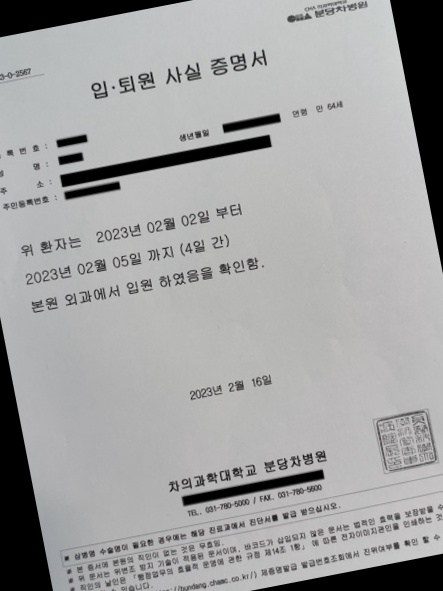 3-0-2567
CHA 의과학대학교
CHA 분당차병원
입·퇴원 사실 증명서
록 번 호 :
생년월일
연령 만 64세
명 :
주 소 :
주민등록번호 :
위 환자는 2023년 02월 02일 부터
2023년 02월 05일 까지 (4일 간)
본원 외과에서 입원 하였음을 확인함.
2023년 2월 16일
차의과학대학교 분당차병원
TEL. 031-780-5000 / FAX. 031-780-5600
※ 상병명 수술명이 필요한 경우에는 해당 진료과에서 진단서를 발급 받으십시오.
※ 본 증서에 본원의 직인이 없는 것은 무효임.
※ 위 문서는 위변조 방지 기술이 적용된 문서이며, 바코드가 삽입되지 않은 문서는 법적인 효력을 보장받을 수
※ 직인의 날인은 「행정업무의 효율적 운영에 관한 규정 제14조 1항」 에 따른 전자이미지관인을 인쇄하는 것
수 있습니다.
://bundang.chamc.co.kr/) 제증명발급 발급번호조회에서 진위여부를 확인 할 수